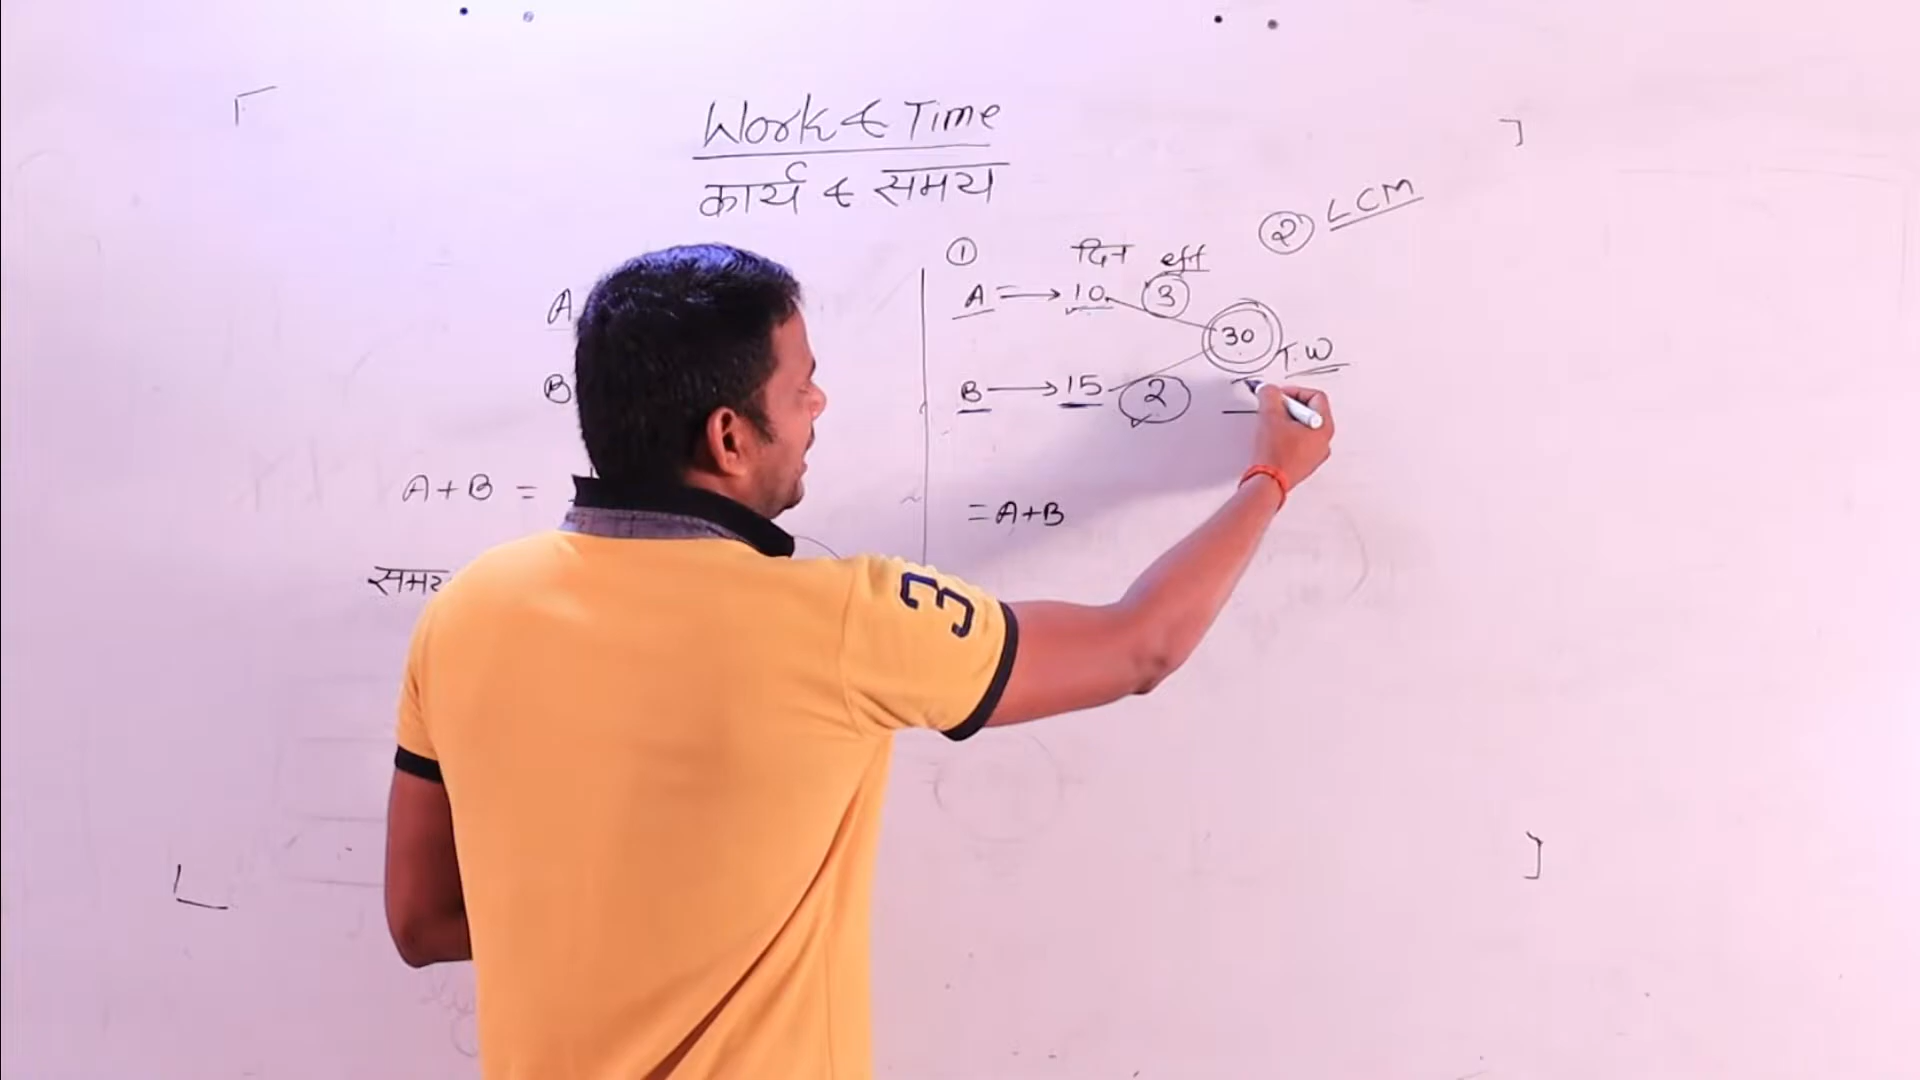 Work & Time
कार्य & समय
② LCM
① दिन eff
A → 10 3
30
T.W
B → 15 2
A
B
A+B =
= A+B
समय
3